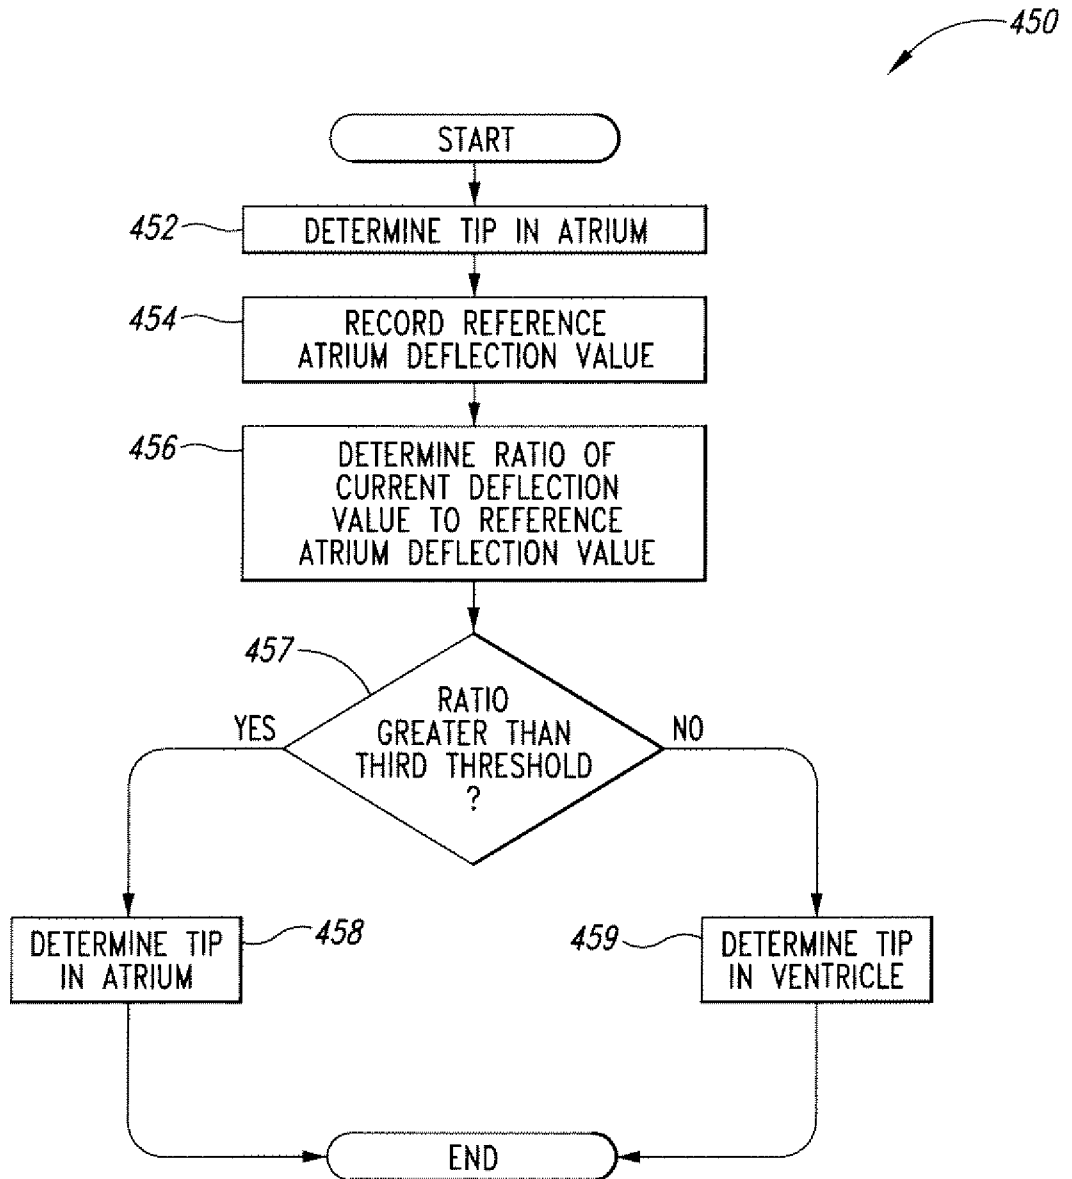 450
START
452
DETERMINE TIP IN ATRIUM
454
RECORD REFERENCE
ATRIUM DEFLECTION VALUE
456
DETERMINE RATIO OF
CURRENT DEFLECTION
VALUE TO REFERENCE
ATRIUM DEFLECTION VALUE
457
RATIO
GREATER THAN
THIRD THRESHOLD
?
YES
NO
DETERMINE TIP
IN ATRIUM
458
459
DETERMINE TIP
IN VENTRICLE
END